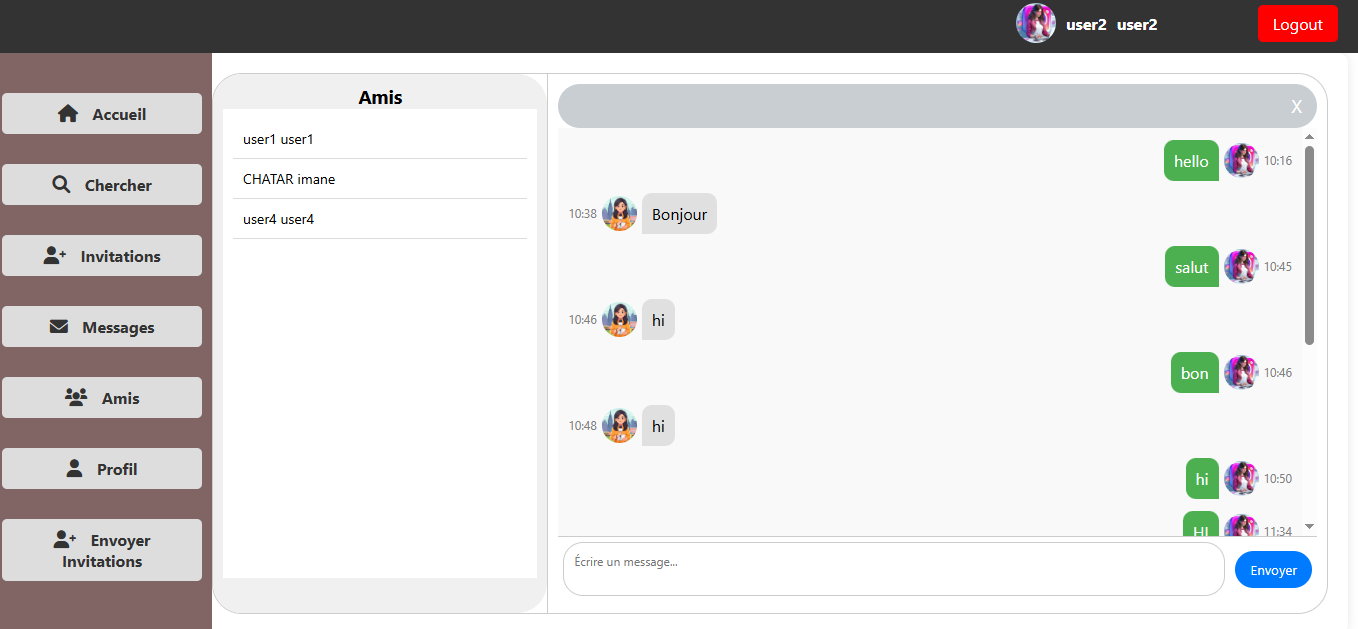 user2 user2
Logout
Accueil
Chercher
Invitations
Messages
Amis
Profil
Envoyer
Invitations
Amis
user1 user1
CHATAR imane
user4 user4
X
hello 10:16
10:38 Bonjour
salut 10:45
10:46 hi
bon 10:46
10:48 hi
hi 10:50
HI 11:34
Écrire un message...
Envoyer